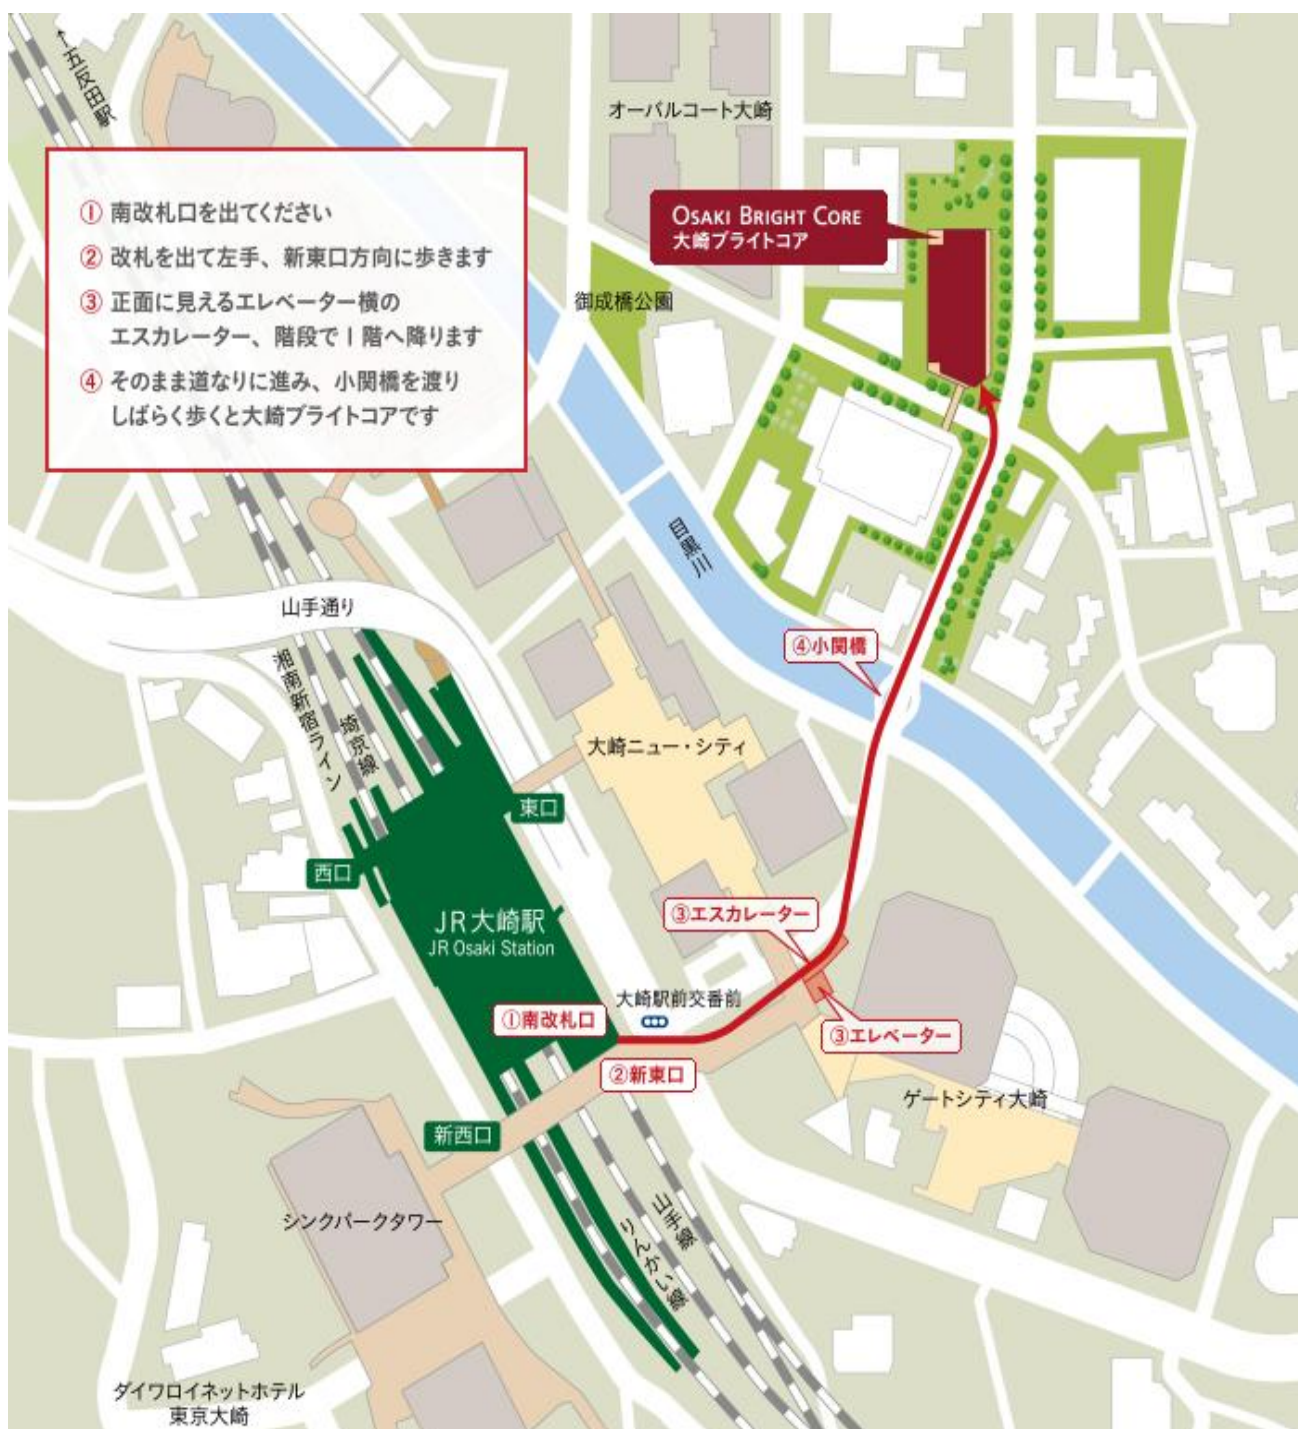 ←五反田駅
オーバルコート大崎
① 南改札口を出てください
② 改札を出て左手、新東口方向に歩きます
③ 正面に見えるエレベーター横の
エスカレーター、階段で1階へ降ります
④ そのまま道なりに進み、小関橋を渡り
しばらく歩くと大崎ブライトコアです
OSAKI BRIGHT CORE
大崎ブライトコア
御成橋公園
目黒川
山手通り
④小関橋
湘南新宿ライン
埼京線
大崎ニュー・シティ
東口
西口
③エスカレーター
JR大崎駅
JR Osaki Station
大崎駅前交番前
①南改札口
③エレベーター
②新東口
ゲートシティ大崎
新西口
シンクパークタワー
山手線
りんかい線
ダイワロイネットホテル
東京大崎